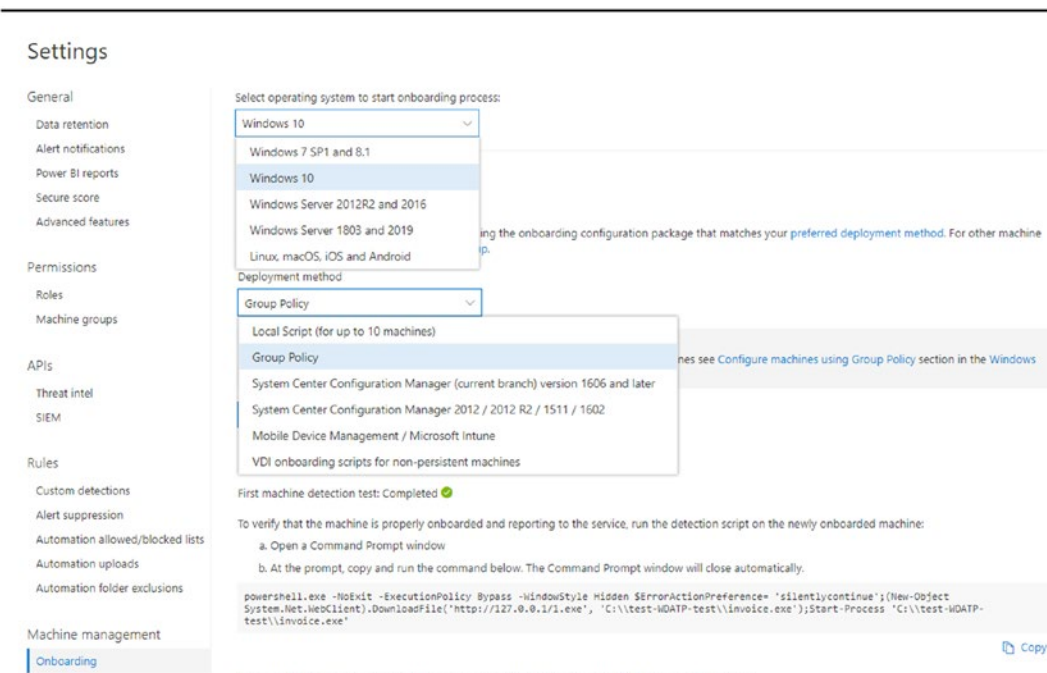 Settings
General
Data retention
Alert notifications
Power BI reports
Secure score
Advanced features
Permissions
Roles
Machine groups
APIs
Threat intel
SIEM
Rules
Custom detections
Alert suppression
Automation allowed/blocked lists
Automation uploads
Automation folder exclusions
Machine management
Onboarding
Select operating system to start onboarding process:
Windows 10
Windows 7 SP1 and 8.1
Windows 10
Windows Server 2012R2 and 2016
Windows Server 1803 and 2019
Linux, macOS, iOS and Android
ing the onboarding configuration package that matches your preferred deployment method. For other machine
Deployment method
Group Policy
Local Script (for up to 10 machines)
Group Policy
System Center Configuration Manager (current branch) version 1606 and later
System Center Configuration Manager 2012 / 2012 R2 / 1511 / 1602
Mobile Device Management / Microsoft Intune
VDI onboarding scripts for non-persistent machines
nes see Configure machines using Group Policy section in the Windows
First machine detection test: Completed
To verify that the machine is properly onboarded and reporting to the service, run the detection script on the newly onboarded machine:
a. Open a Command Prompt window
b. At the prompt, copy and run the command below. The Command Prompt window will close automatically.
powershell.exe -NoExit -ExecutionPolicy Bypass -WindowStyle Hidden $ErrorActionPreference= 'silentlycontinue';(New-Object
System.Net.WebClient).DownloadFile('http://127.0.0.1/1.exe', 'C:\\test-WDATP-test\\invoice.exe');Start-Process 'C:\\test-WDATP-
test\\invoice.exe'
Copy